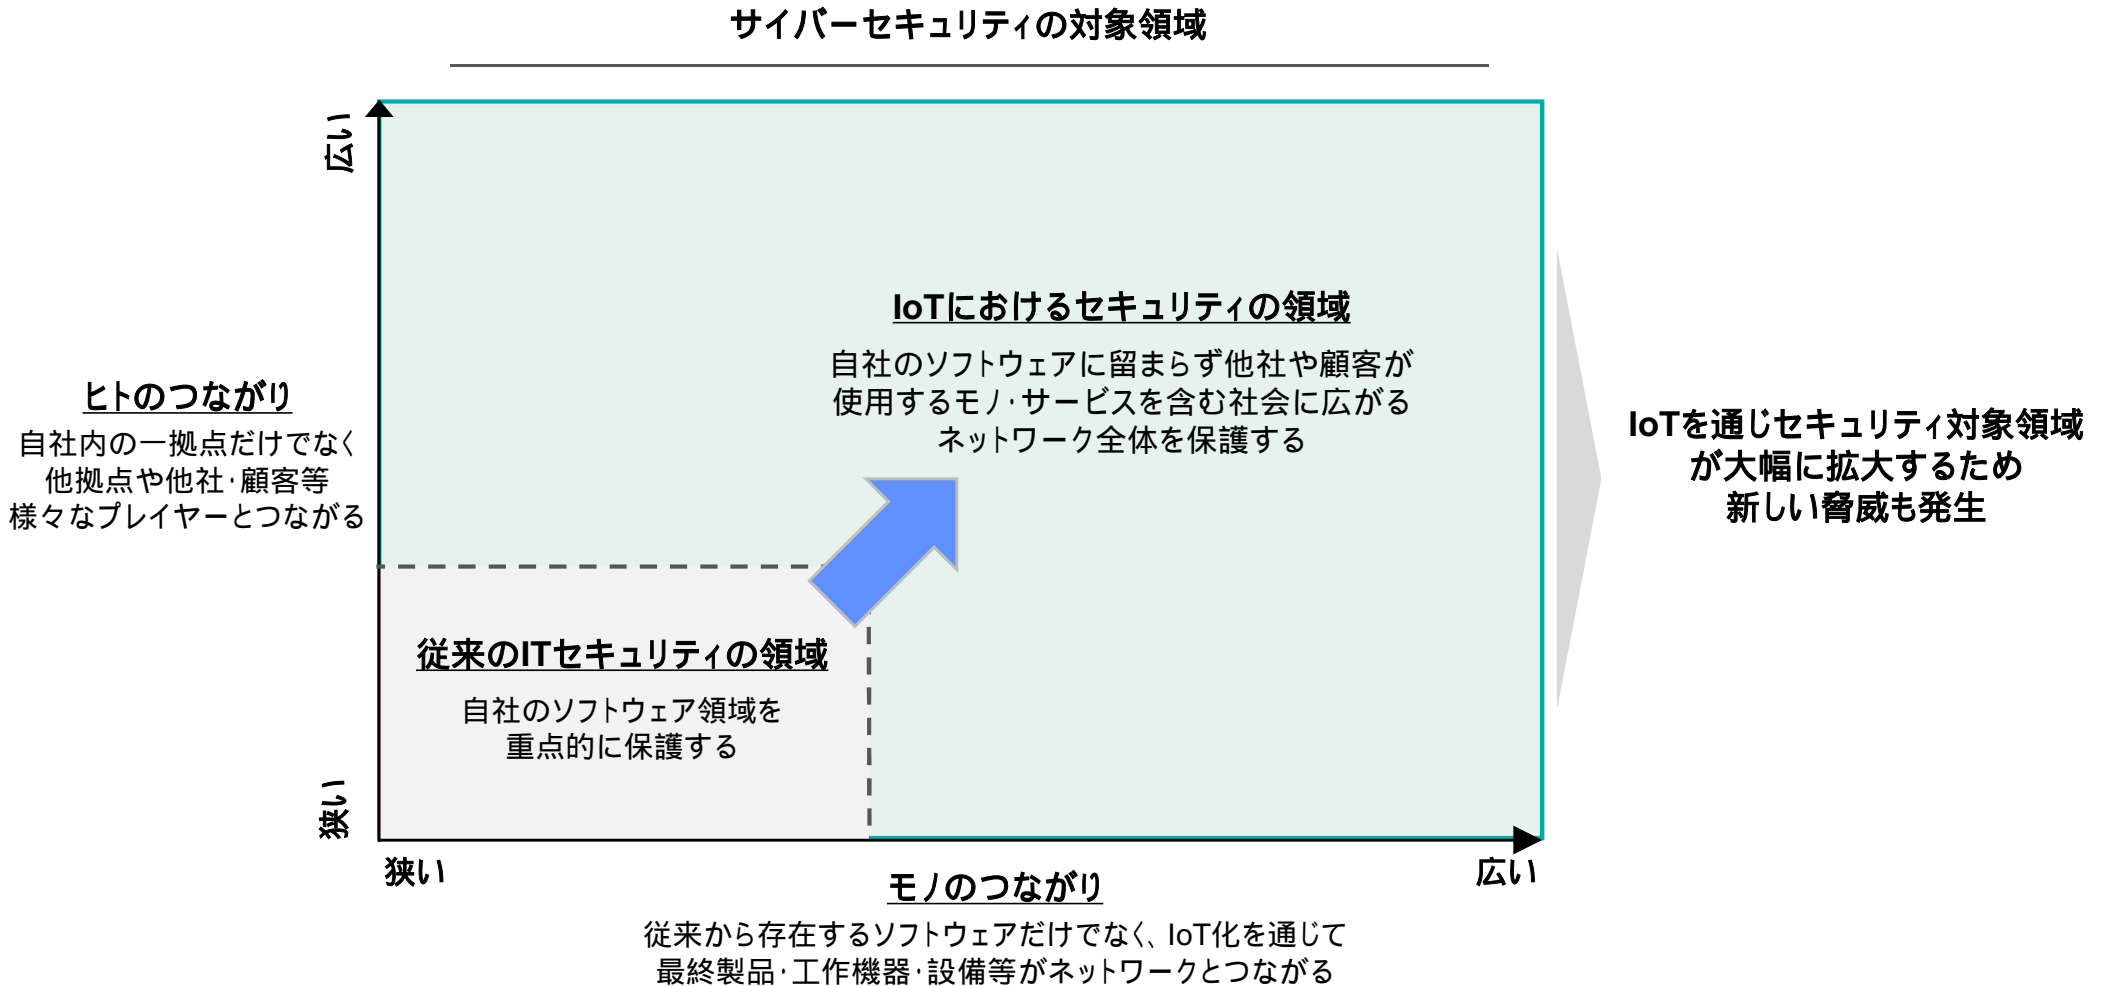 サイバーセキュリティの対象領域
広い
IoTにおけるセキュリティの領域
自社のソフトウェアに留まらず他社や顧客が
使用するモノ・サービスを含む社会に広がる
ネットワーク全体を保護する
ヒトのつながり
自社内の一拠点だけでなく
他拠点や他社・顧客等
様々なプレイヤーとつながる
IoTを通じセキュリティ対象領域
が大幅に拡大するため
新しい脅威も発生
従来のITセキュリティの領域
自社のソフトウェア領域を
重点的に保護する
狭い
狭い
広い
モノのつながり
従来から存在するソフトウェアだけでなく、IoT化を通じて
最終製品・工作機器・設備等がネットワークとつながる